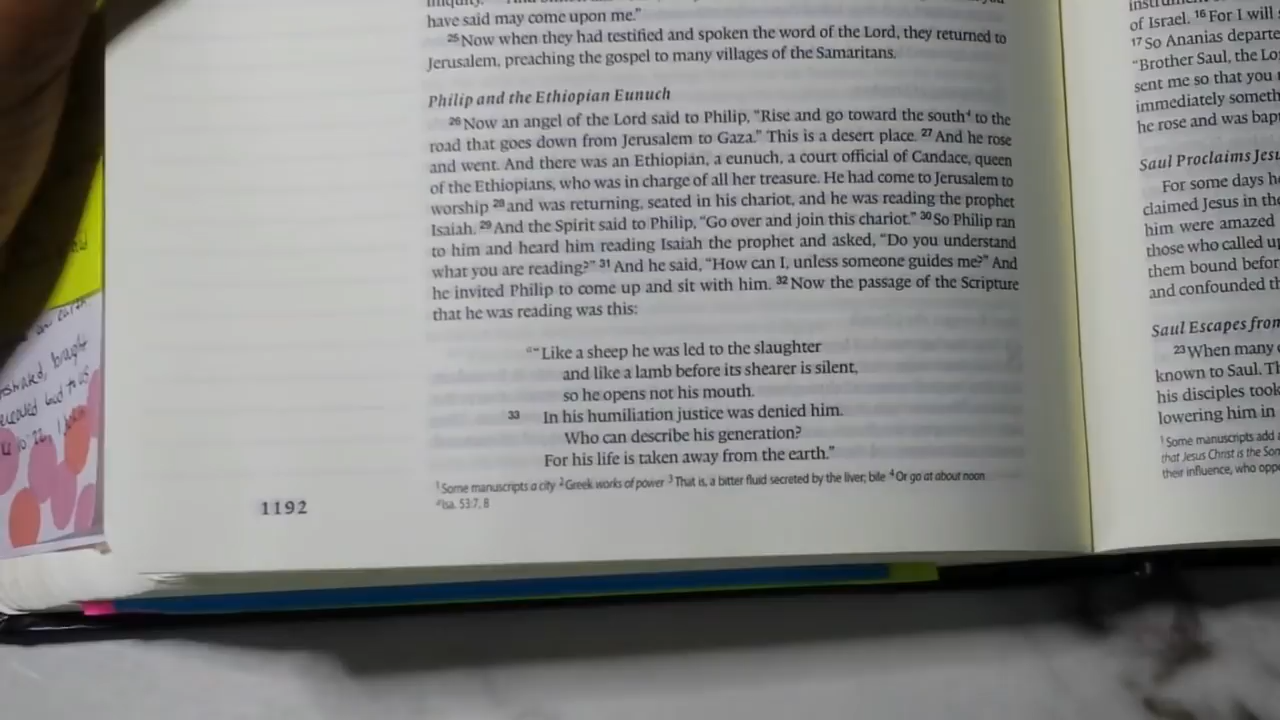 have said may come upon me.”
25 Now when they had testified and spoken the word of the Lord, they returned to
Jerusalem, preaching the gospel to many villages of the Samaritans.
Philip and the Ethiopian Eunuch
26 Now an angel of the Lord said to Philip, “Rise and go toward the south4 to the
road that goes down from Jerusalem to Gaza.” This is a desert place. 27 And he rose
and went. And there was an Ethiopian, a eunuch, a court official of Candace, queen
of the Ethiopians, who was in charge of all her treasure. He had come to Jerusalem to
worship 28 and was returning, seated in his chariot, and he was reading the prophet
Isaiah. 29 And the Spirit said to Philip, “Go over and join this chariot.” 30 So Philip ran
to him and heard him reading Isaiah the prophet and asked, “Do you understand
what you are reading?” 31 And he said, “How can I, unless someone guides me?” And
he invited Philip to come up and sit with him. 32 Now the passage of the Scripture
that he was reading was this:
a“Like a sheep he was led to the slaughter
and like a lamb before its shearer is silent,
so he opens not his mouth.
33 In his humiliation justice was denied him.
Who can describe his generation?
For his life is taken away from the earth.”
1 Some manuscripts a city 2 Greek works of power 3 That is, a bitter fluid secreted by the liver; bile 4 Or go at about noon
a Isa. 53:7, 8
1192
of Israel. 16 For I will
17 So Ananias departe
“Brother Saul, the Lo
sent me so that you
immediately someth
he rose and was bap
Saul Proclaims Jesu
For some days he
claimed Jesus in the
him were amazed
those who called up
them bound befor
and confounded th
Saul Escapes from
23 When many
known to Saul. Th
his disciples took
lowering him in
1 Some manuscripts add
that Jesus Christ is the Son
their influence, who oppo